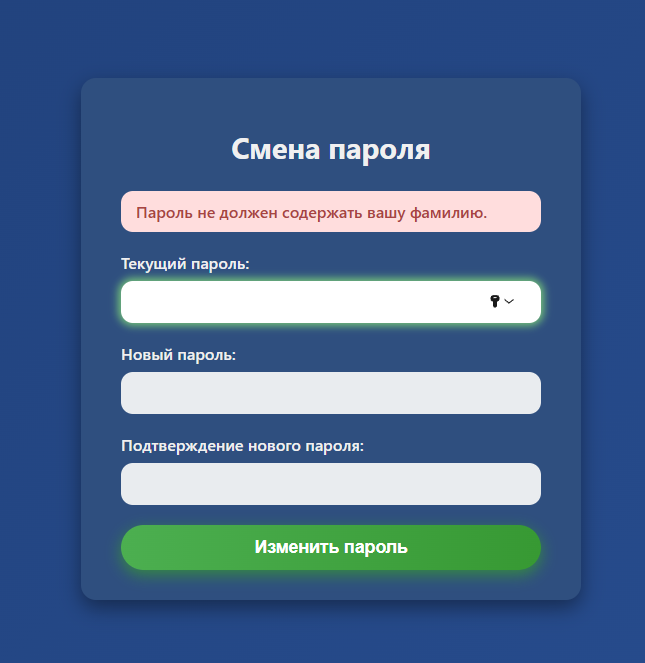 Смена пароля
Пароль не должен содержать вашу фамилию.
Текущий пароль:
Новый пароль:
Подтверждение нового пароля:
Изменить пароль